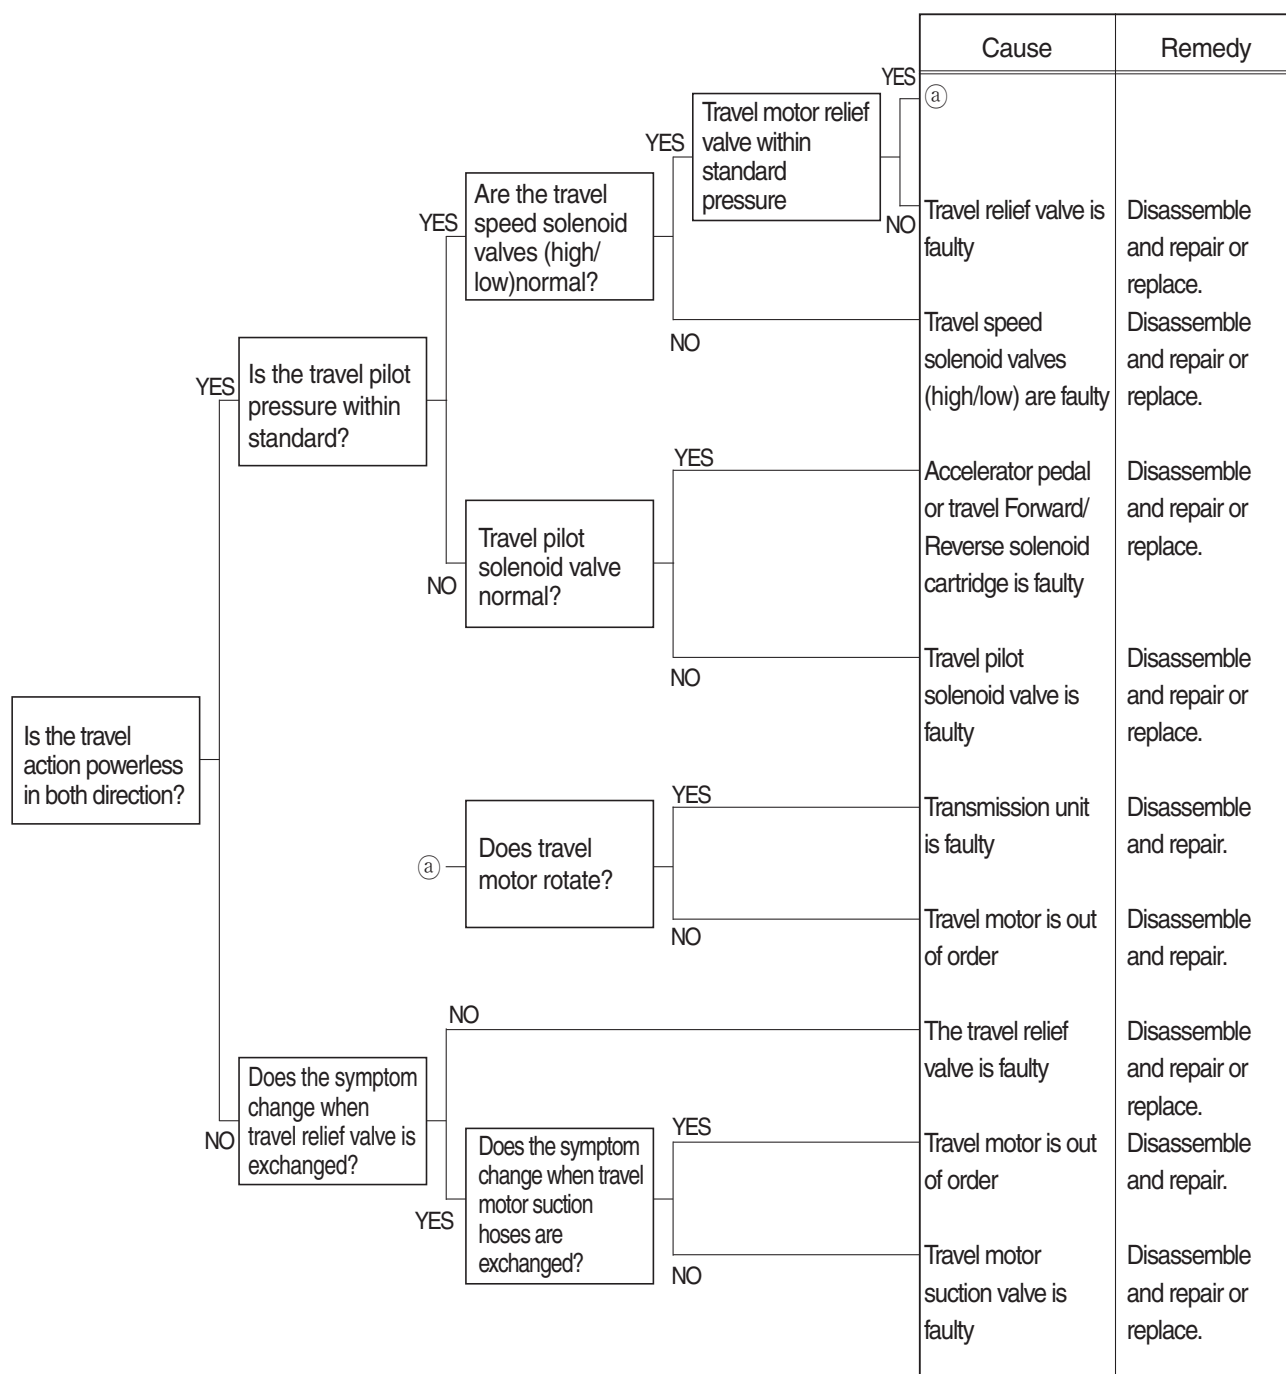 Cause
Remedy
YES
ⓐ
Travel motor relief
valve within
standard
pressure
YES
NO
Travel relief valve is
faulty
Disassemble
and repair or
replace.
Are the travel
speed solenoid
valves (high/
low)normal?
YES
NO
Travel speed
solenoid valves
(high/low) are faulty
Disassemble
and repair or
replace.
Is the travel pilot
pressure within
standard?
YES
YES
Accelerator pedal
or travel Forward/
Reverse solenoid
cartridge is faulty
Disassemble
and repair or
replace.
Travel pilot
solenoid valve
normal?
NO
NO
Travel pilot
solenoid valve is
faulty
Disassemble
and repair or
replace.
Is the travel
action powerless
in both direction?
YES
Transmission unit
is faulty
Disassemble
and repair.
ⓐ
Does travel
motor rotate?
NO
Travel motor is out
of order
Disassemble
and repair.
NO
The travel relief
valve is faulty
Disassemble
and repair or
replace.
Does the symptom
change when
travel relief valve is
exchanged?
NO
YES
Travel motor is out
of order
Disassemble
and repair.
Does the symptom
change when travel
motor suction
hoses are
exchanged?
YES
NO
Travel motor
suction valve is
faulty
Disassemble
and repair or
replace.